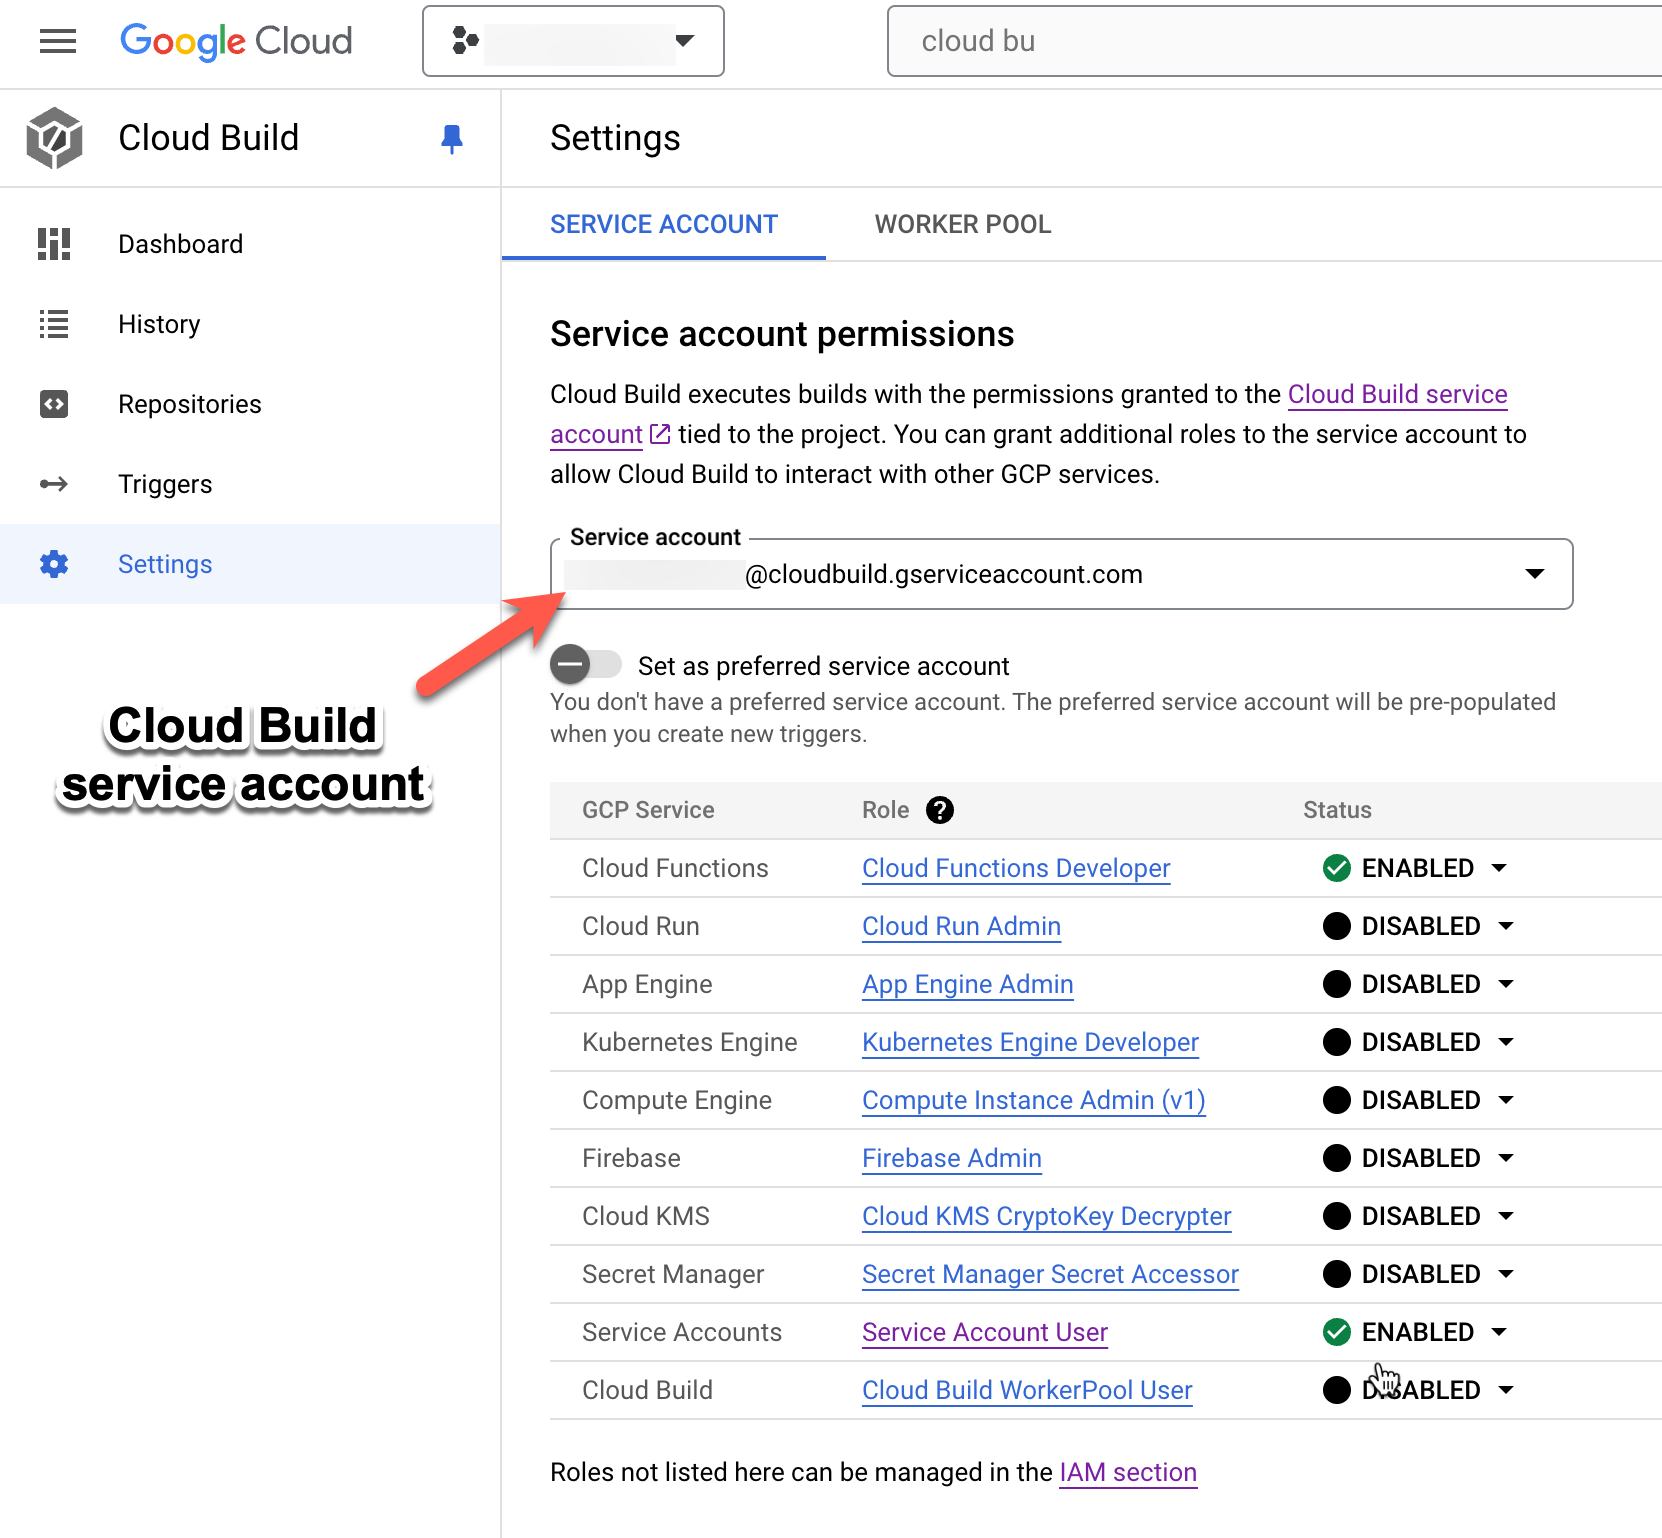 Google Cloud
cloud bu
Cloud Build
Settings
Dashboard
History
Repositories
Triggers
Settings
SERVICE ACCOUNT WORKER POOL
Service account permissions
Cloud Build executes builds with the permissions granted to the Cloud Build service
account tied to the project. You can grant additional roles to the service account to
allow Cloud Build to interact with other GCP services.
Service account
@cloudbuild.gserviceaccount.com
Set as preferred service account
You don't have a preferred service account. The preferred service account will be pre-populated
when you create new triggers.
Cloud Build
service account
GCP Service Role ? Status
Cloud Functions Cloud Functions Developer ENABLED
Cloud Run Cloud Run Admin DISABLED
App Engine App Engine Admin DISABLED
Kubernetes Engine Kubernetes Engine Developer DISABLED
Compute Engine Compute Instance Admin (v1) DISABLED
Firebase Firebase Admin DISABLED
Cloud KMS Cloud KMS CryptoKey Decrypter DISABLED
Secret Manager Secret Manager Secret Accessor DISABLED
Service Accounts Service Account User ENABLED
Cloud Build Cloud Build WorkerPool User DISABLED
Roles not listed here can be managed in the IAM section